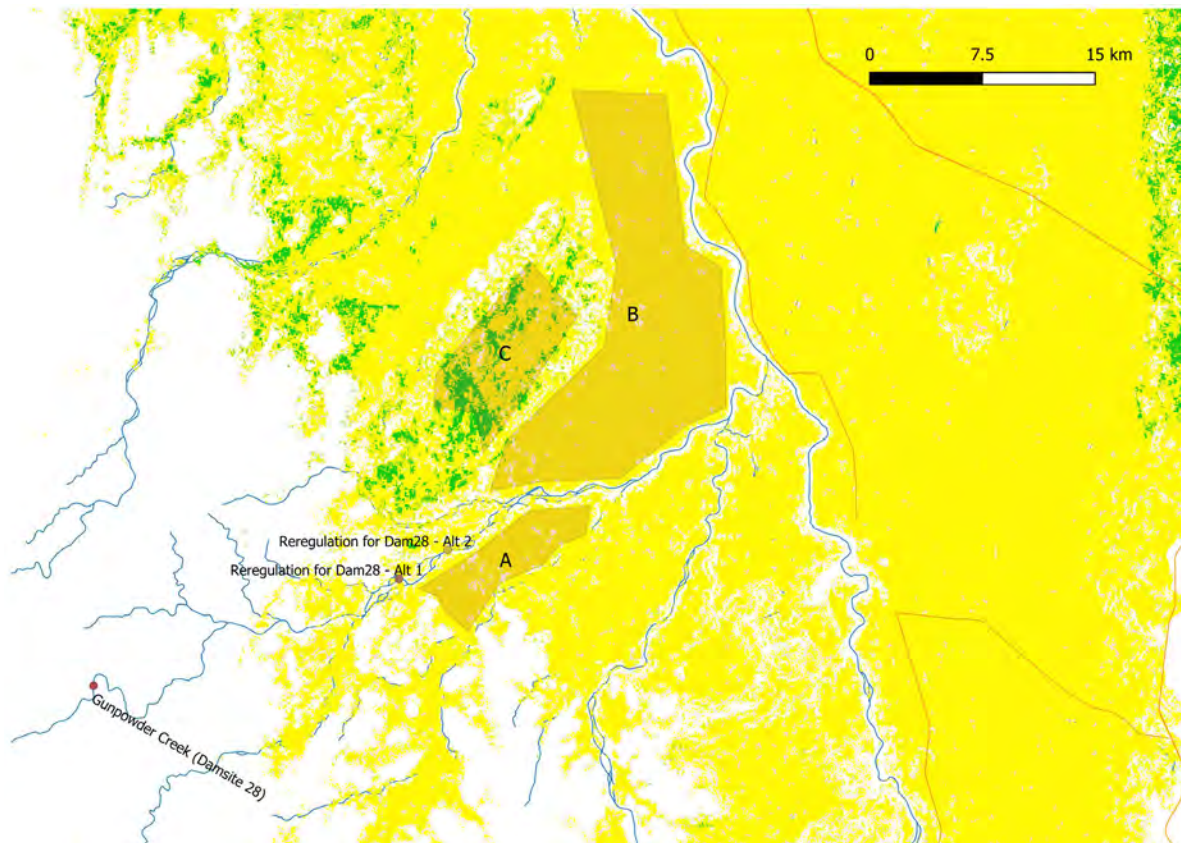 0 7.5 15 km
B
C
Reregulation for Dam28 - Alt 2
A
Reregulation for Dam28 - Alt 1
Gunpowder Creek (Damsite 28)